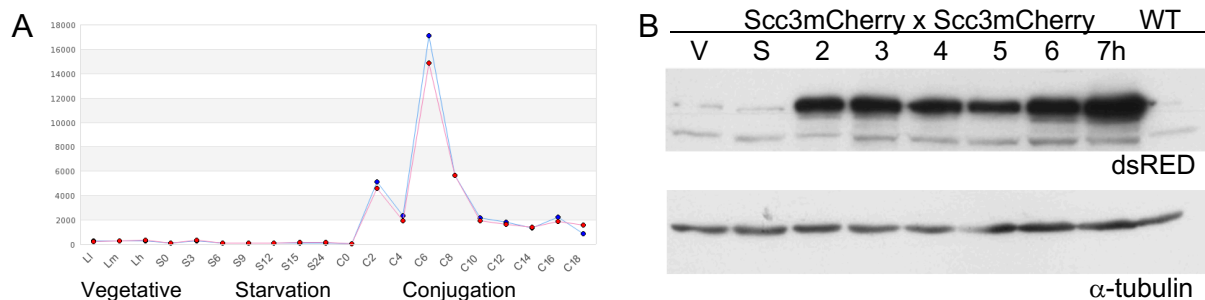 A
18000
16000
14000
12000
10000
8000
6000
4000
2000
0
Ll Lm Lh S0 S3 S6 S9 S12 S15 S24 C0 C2 C4 C6 C8 C10 C12 C14 C16 C18
Vegetative Starvation Conjugation
B
Scc3mCherry x Scc3mCherry WT
V S 2 3 4 5 6 7h
dsRED
α-tubulin